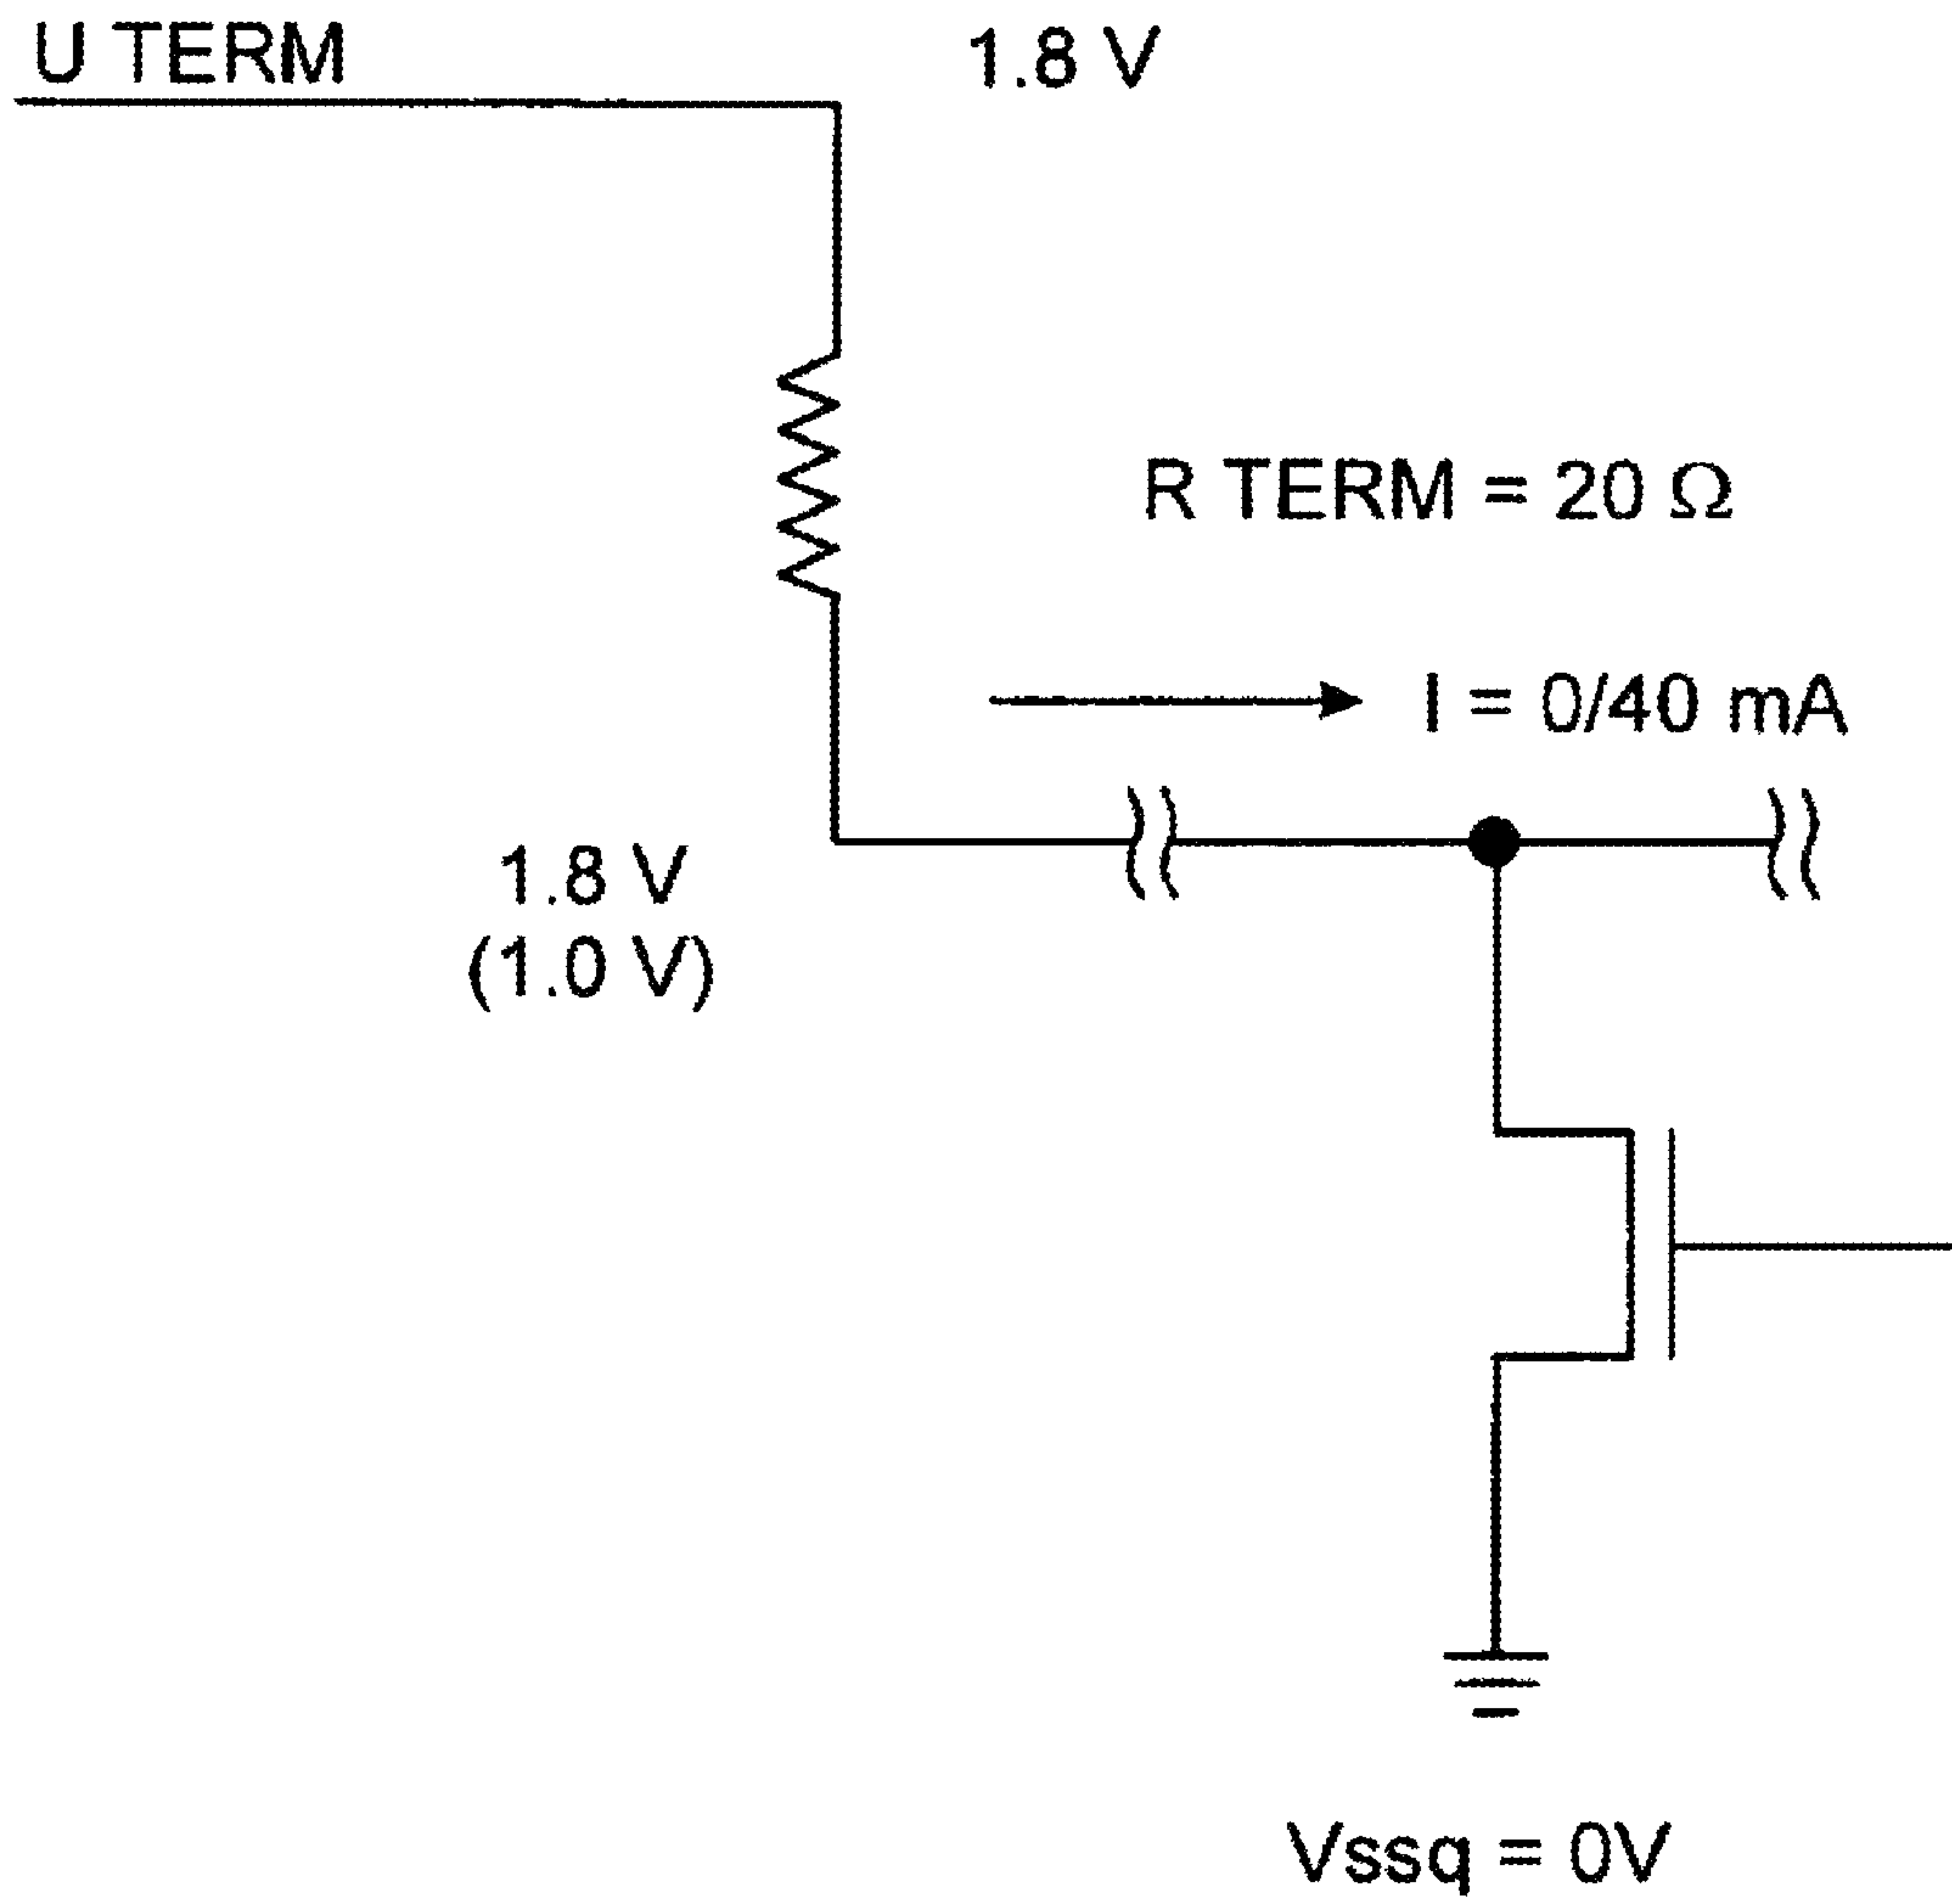 U TERM
1.8 V
R TERM = 20 Ω
I = 0/40 mA
1.8 V
(1.0 V)
Vssq = 0V